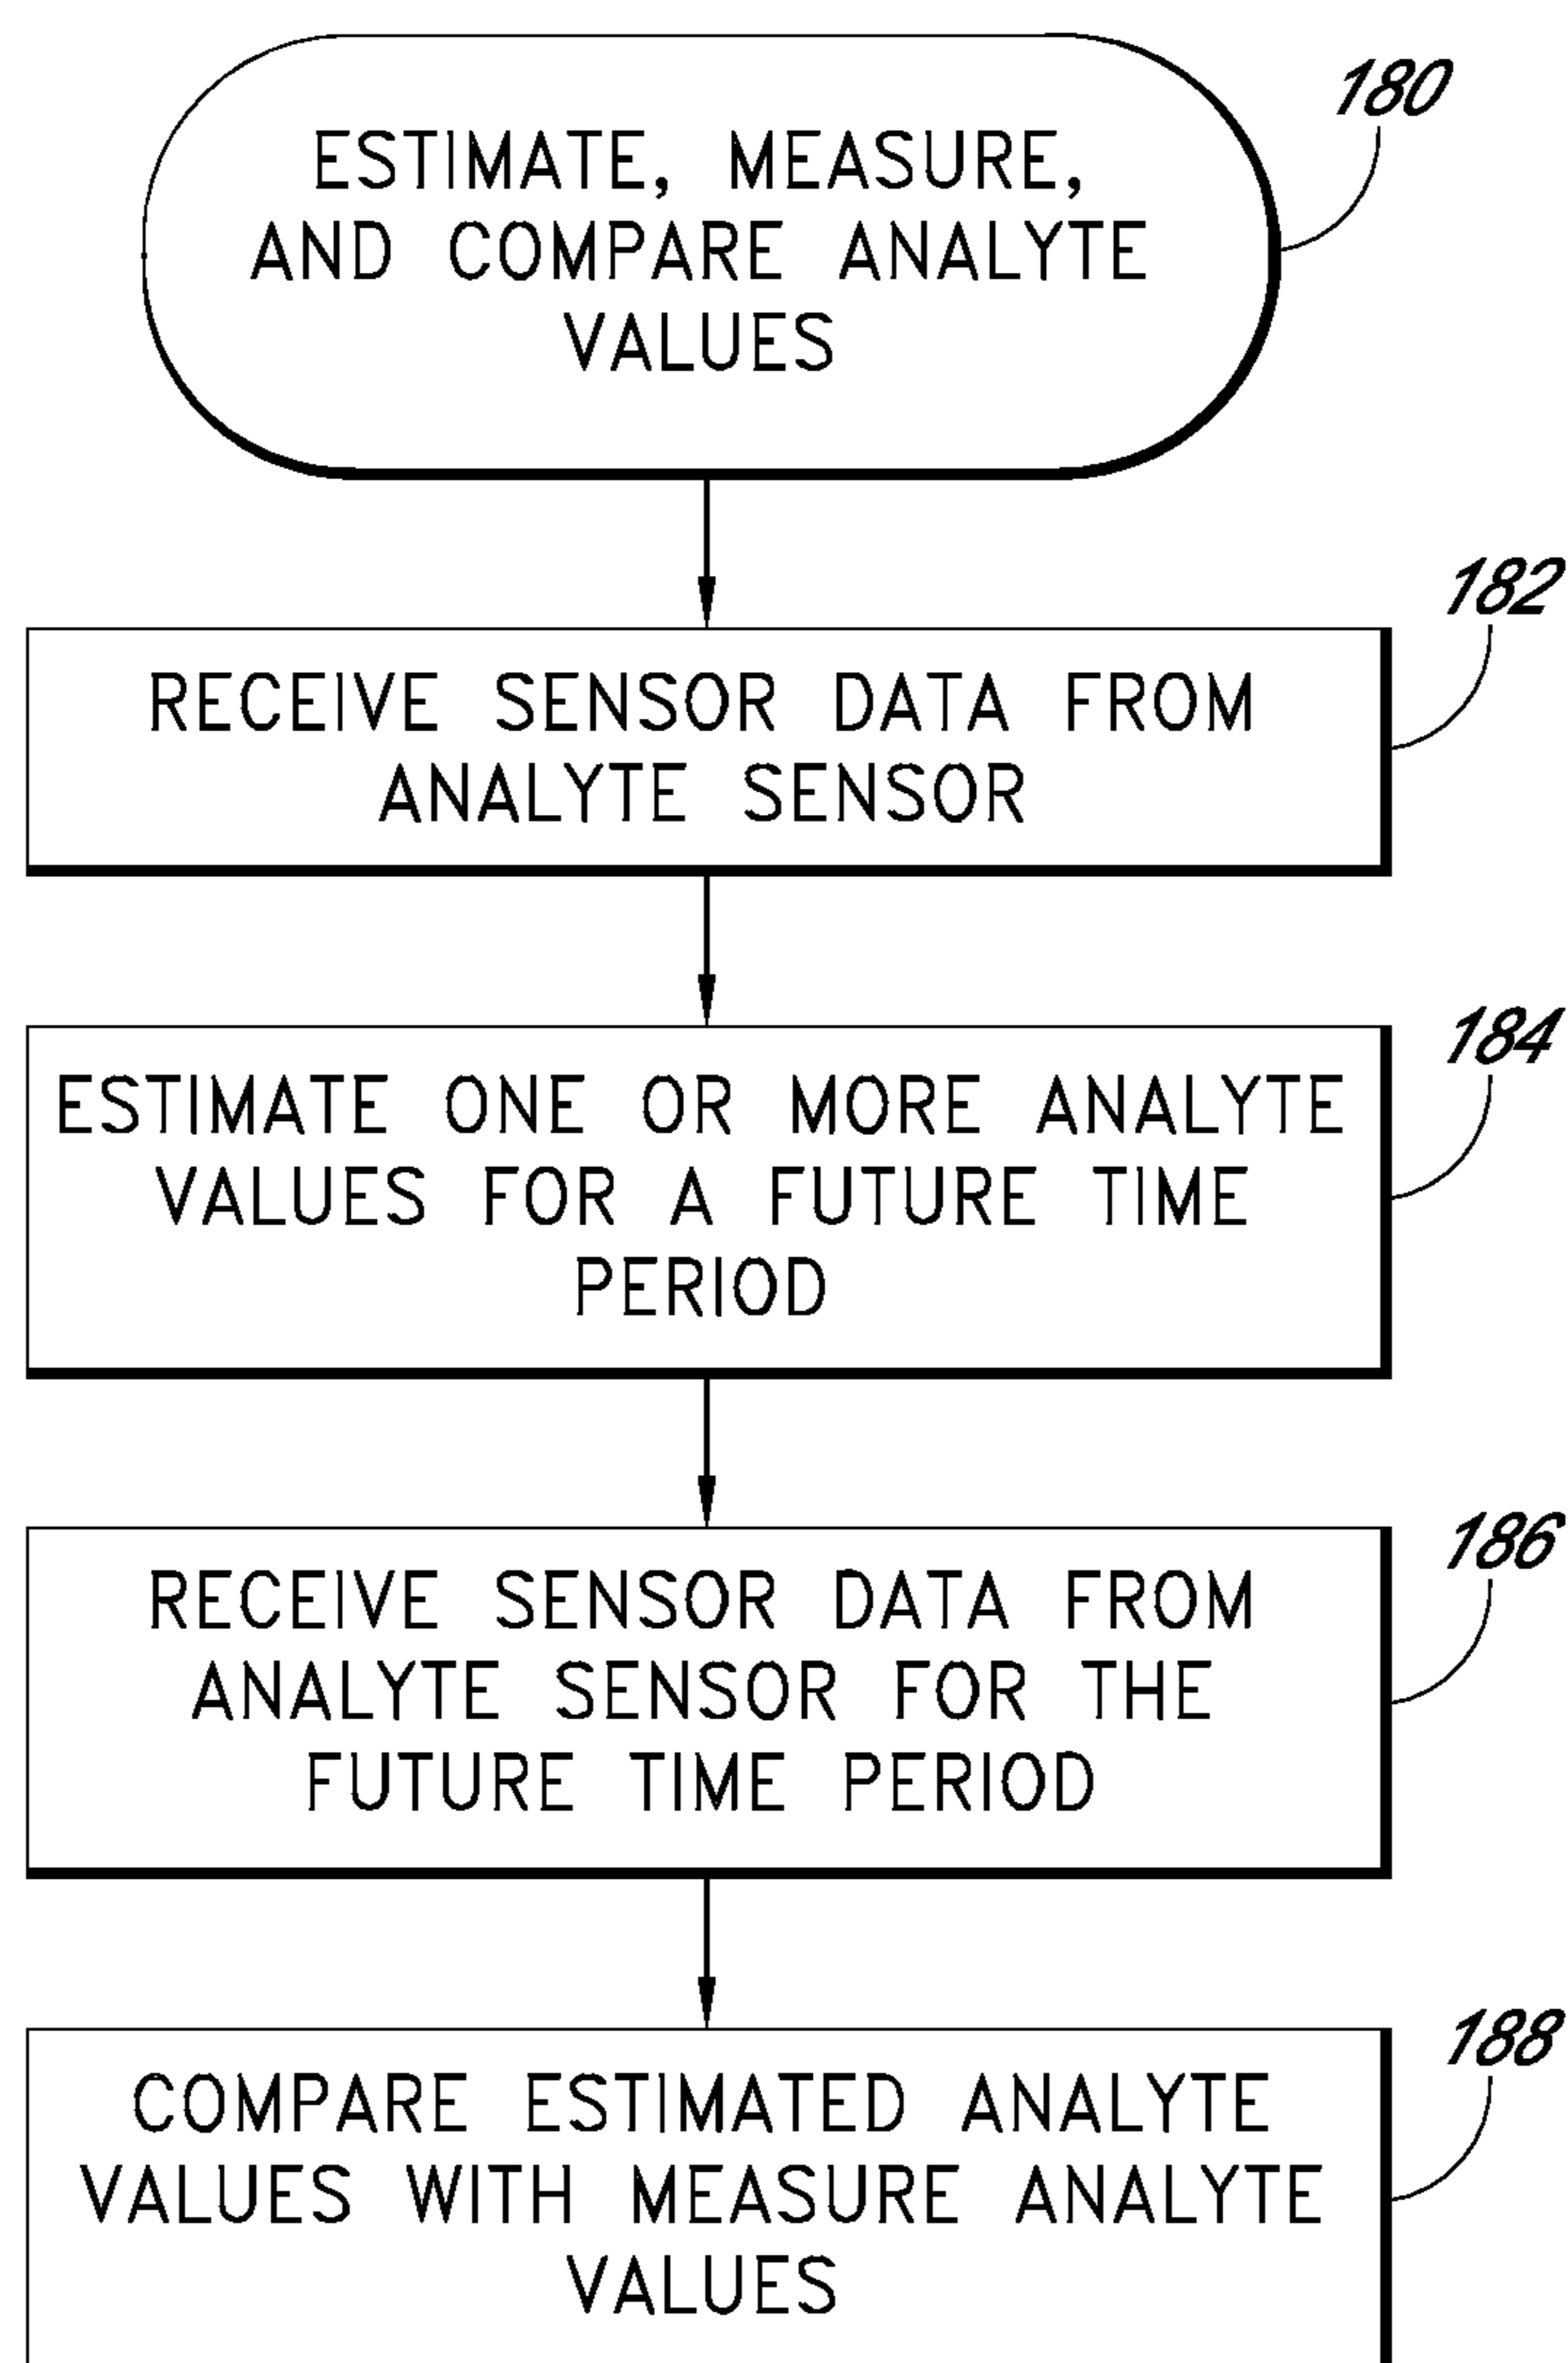 180
ESTIMATE, MEASURE,
AND COMPARE ANALYTE
VALUES
182
RECEIVE SENSOR DATA FROM
ANALYTE SENSOR
184
ESTIMATE ONE OR MORE ANALYTE
VALUES FOR A FUTURE TIME
PERIOD
186
RECEIVE SENSOR DATA FROM
ANALYTE SENSOR FOR THE
FUTURE TIME PERIOD
188
COMPARE ESTIMATED ANALYTE
VALUES WITH MEASURE ANALYTE
VALUES